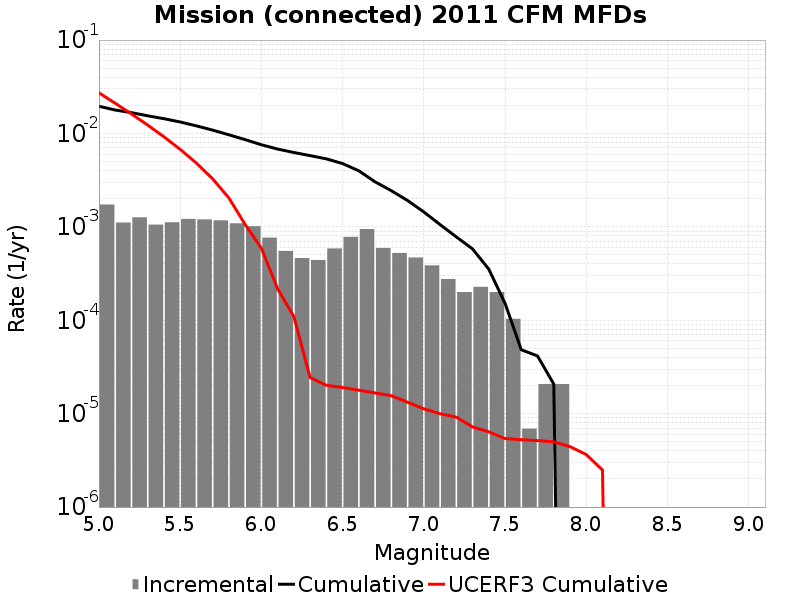 Mission (connected) 2011 CFM MFDs
10-1
10-2
10-3
10-4
10-5
10-6
Rate (1/yr)
5.0 5.5 6.0 6.5 7.0 7.5 8.0 8.5 9.0
Magnitude
Incremental Cumulative UCERF3 Cumulative